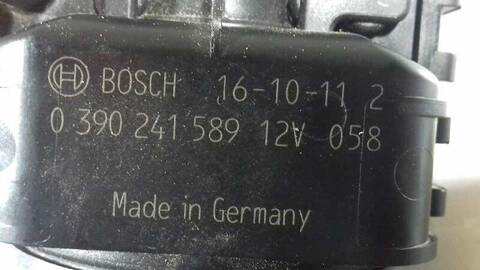 BOSCH 16-10-11 2
0 390 241 589 12V 058
Made in Germany